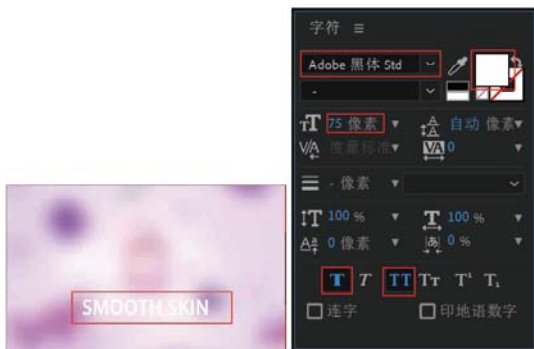 字符
Adobe 黑体 Std
-
75 像素
自动 像素
度量标准
0
- 像素
100 %
100 %
0 像素
0 %
T T TT Tт T¹ T₁
连字
印地语数字
SMOOTH SKIN